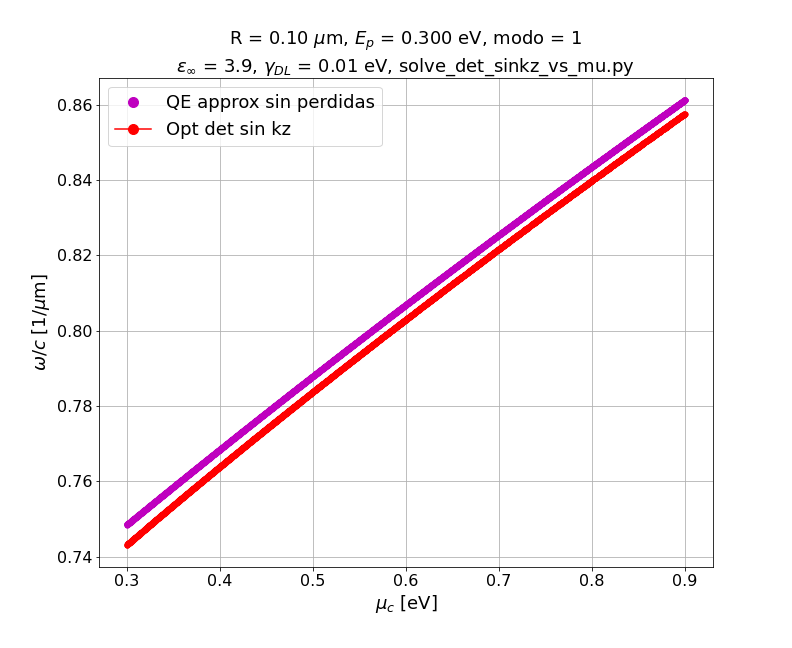 R = 0.10 μm, Eₚ = 0.300 eV, modo = 1
ε∞ = 3.9, γ_DL = 0.01 eV, solve_det_sinkz_vs_mu.py
QE approx sin perdidas
Opt det sin kz
0.86
0.84
0.82
0.80
0.78
0.76
0.74
ω/c [1/μm]
0.3 0.4 0.5 0.6 0.7 0.8 0.9
μ_c [eV]